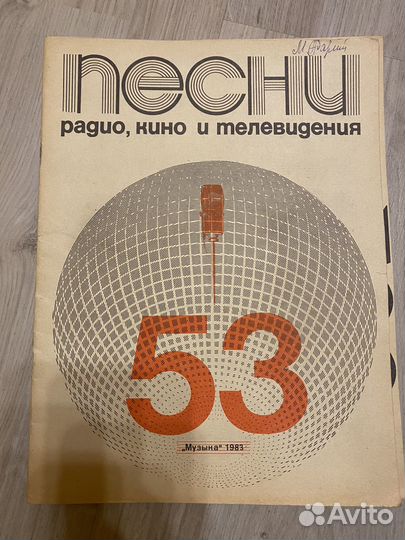 песни
радио, кино и телевидения
53
„Музыка" 1983
Avito